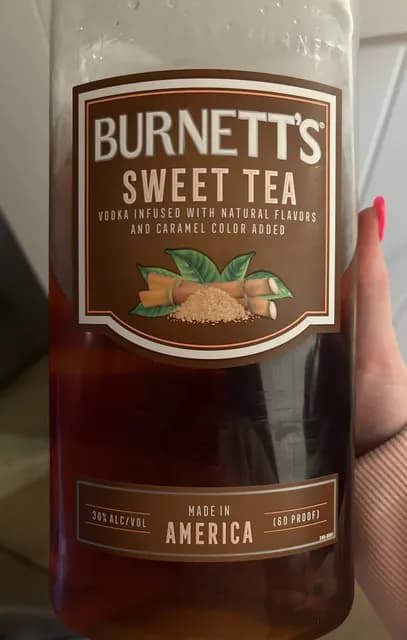 BURNETT'S®
SWEET TEA
VODKA INFUSED WITH NATURAL FLAVORS
AND CARAMEL COLOR ADDED
30% ALC/VOL
MADE IN
AMERICA
(60 PROOF)